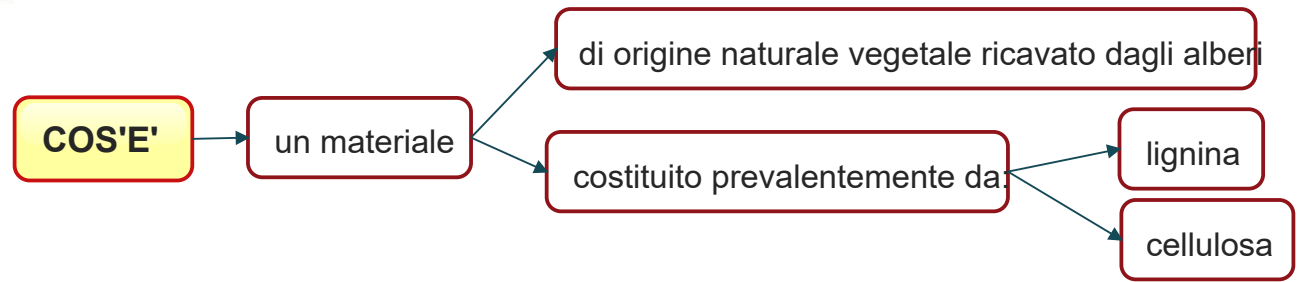 COS'E'
un materiale
di origine naturale vegetale ricavato dagli alberi
costituito prevalentemente da:
lignina
cellulosa